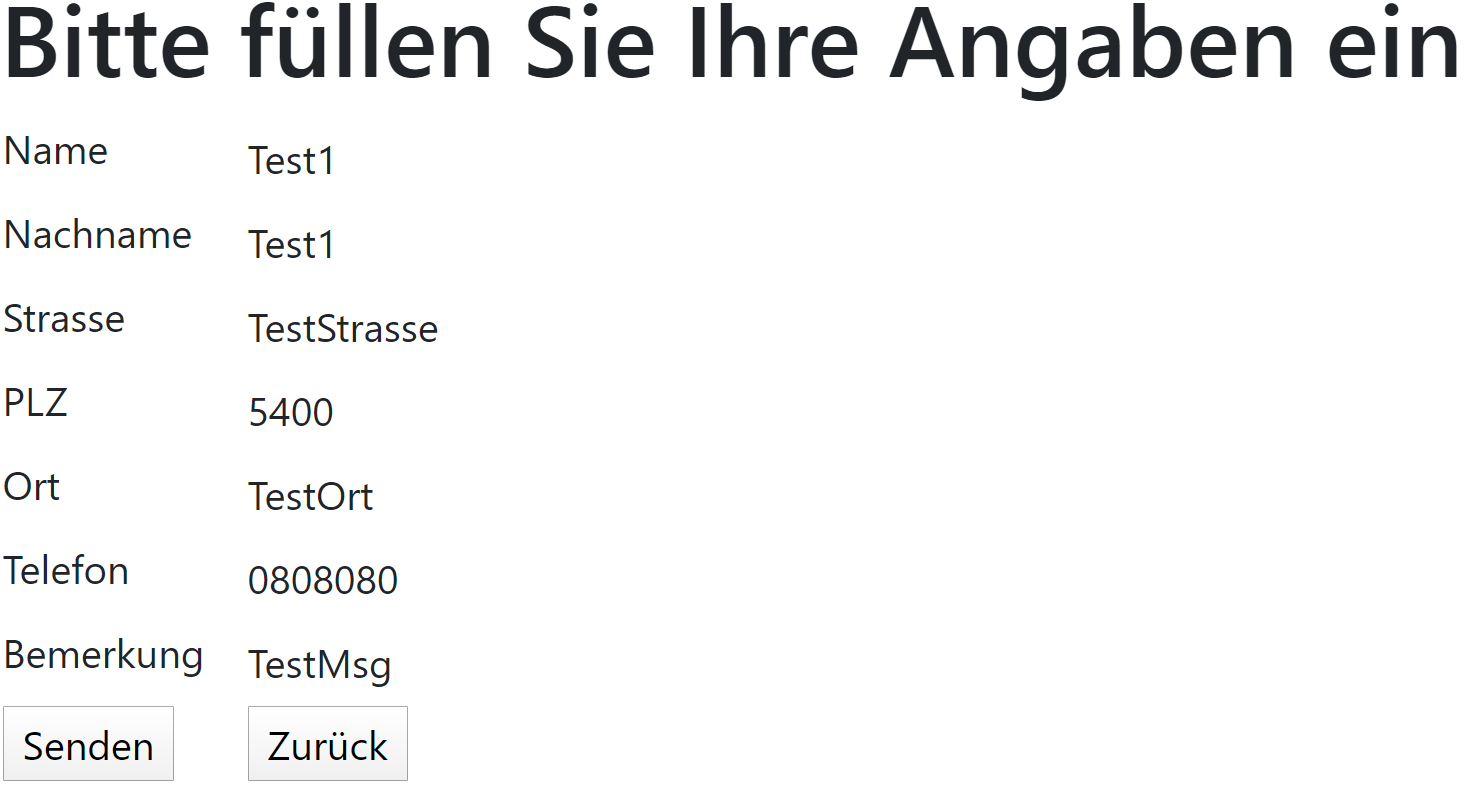 Bitte füllen Sie Ihre Angaben ein
Name Test1
Nachname Test1
Strasse TestStrasse
PLZ 5400
Ort TestOrt
Telefon 0808080
Bemerkung TestMsg
Senden Zurück